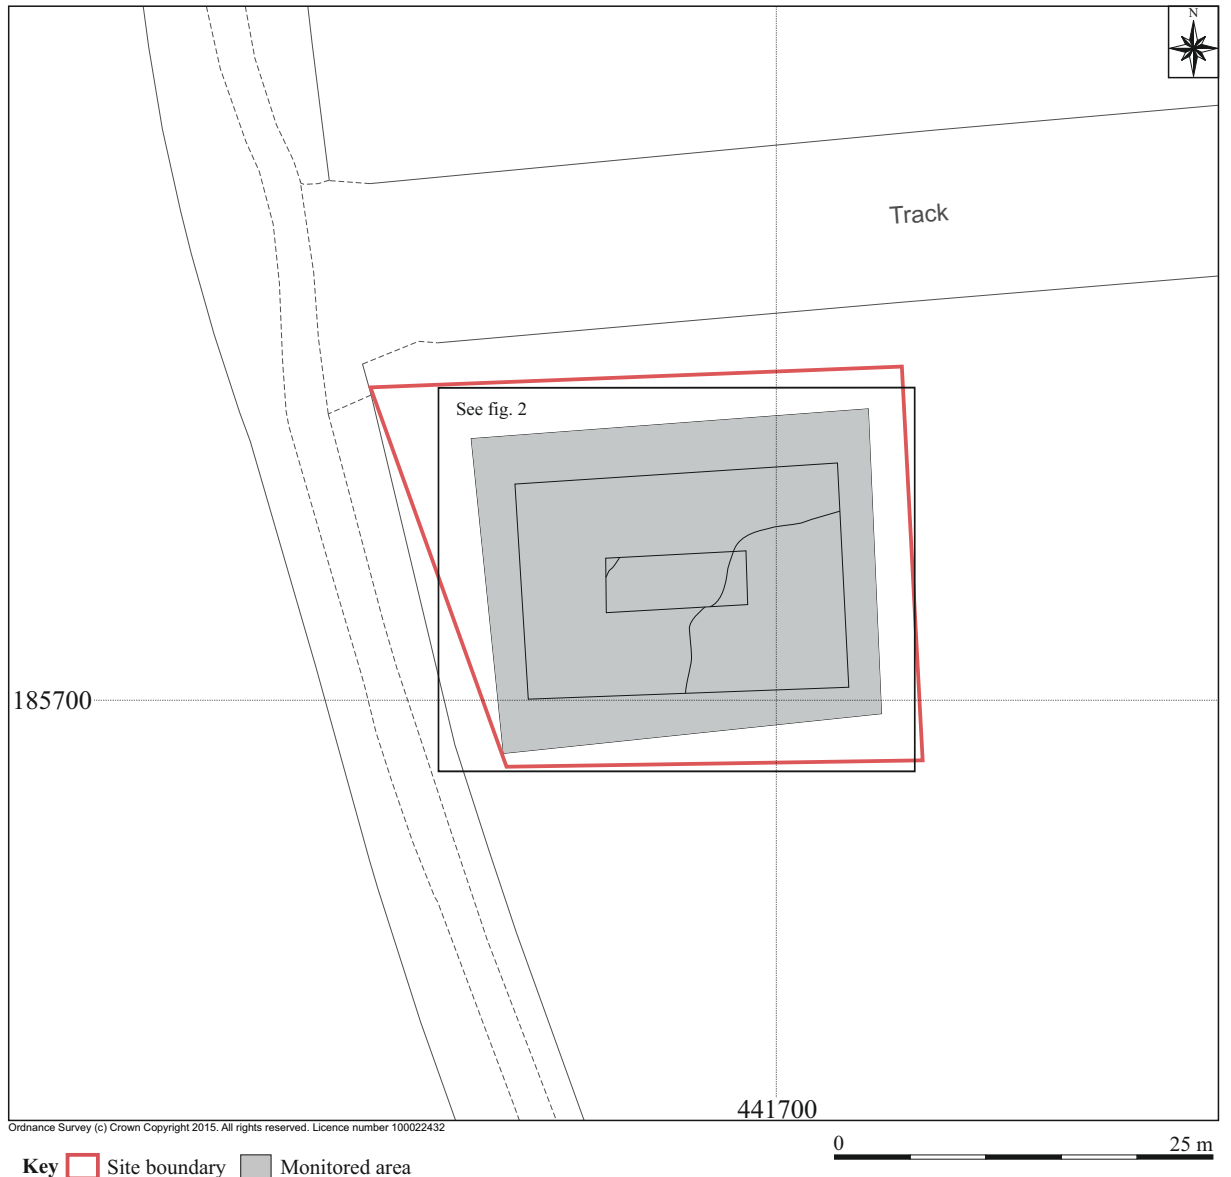 N
Track
See fig. 2
185700
441700
Ordnance Survey (c) Crown Copyright 2015. All rights reserved. Licence number 100022432
0 25 m
Key Site boundary Monitored area